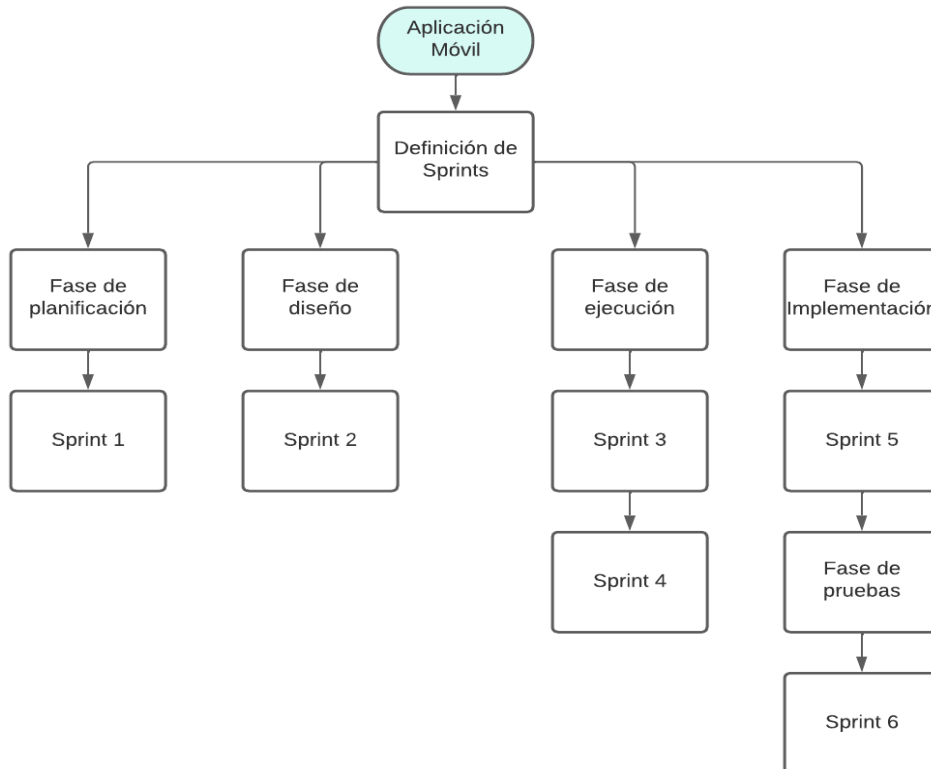 Aplicación
Móvil
Definición de
Sprints
Fase de
planificación
Fase de
diseño
Fase de
ejecución
Fase de
Implementación
Sprint 1
Sprint 2
Sprint 3
Sprint 5
Sprint 4
Fase de
pruebas
Sprint 6